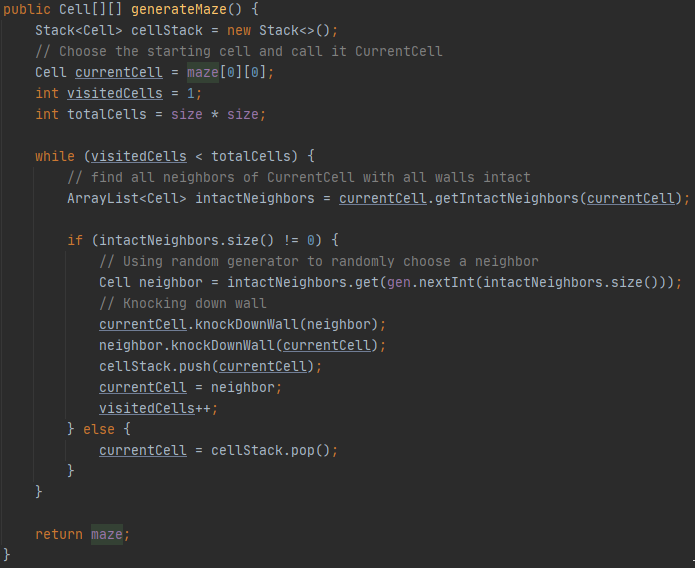 public Cell[][] generateMaze() {
    Stack<Cell> cellStack = new Stack<>();
    // Choose the starting cell and call it CurrentCell
    Cell currentCell = maze[0][0];
    int visitedCells = 1;
    int totalCells = size * size;

    while (visitedCells < totalCells) {
        // find all neighbors of CurrentCell with all walls intact
        ArrayList<Cell> intactNeighbors = currentCell.getIntactNeighbors(currentCell);

        if (intactNeighbors.size() != 0) {
            // Using random generator to randomly choose a neighbor
            Cell neighbor = intactNeighbors.get(gen.nextInt(intactNeighbors.size()));
            // Knocking down wall
            currentCell.knockDownWall(neighbor);
            neighbor.knockDownWall(currentCell);
            cellStack.push(currentCell);
            currentCell = neighbor;
            visitedCells++;
        } else {
            currentCell = cellStack.pop();
        }
    }

    return maze;
}